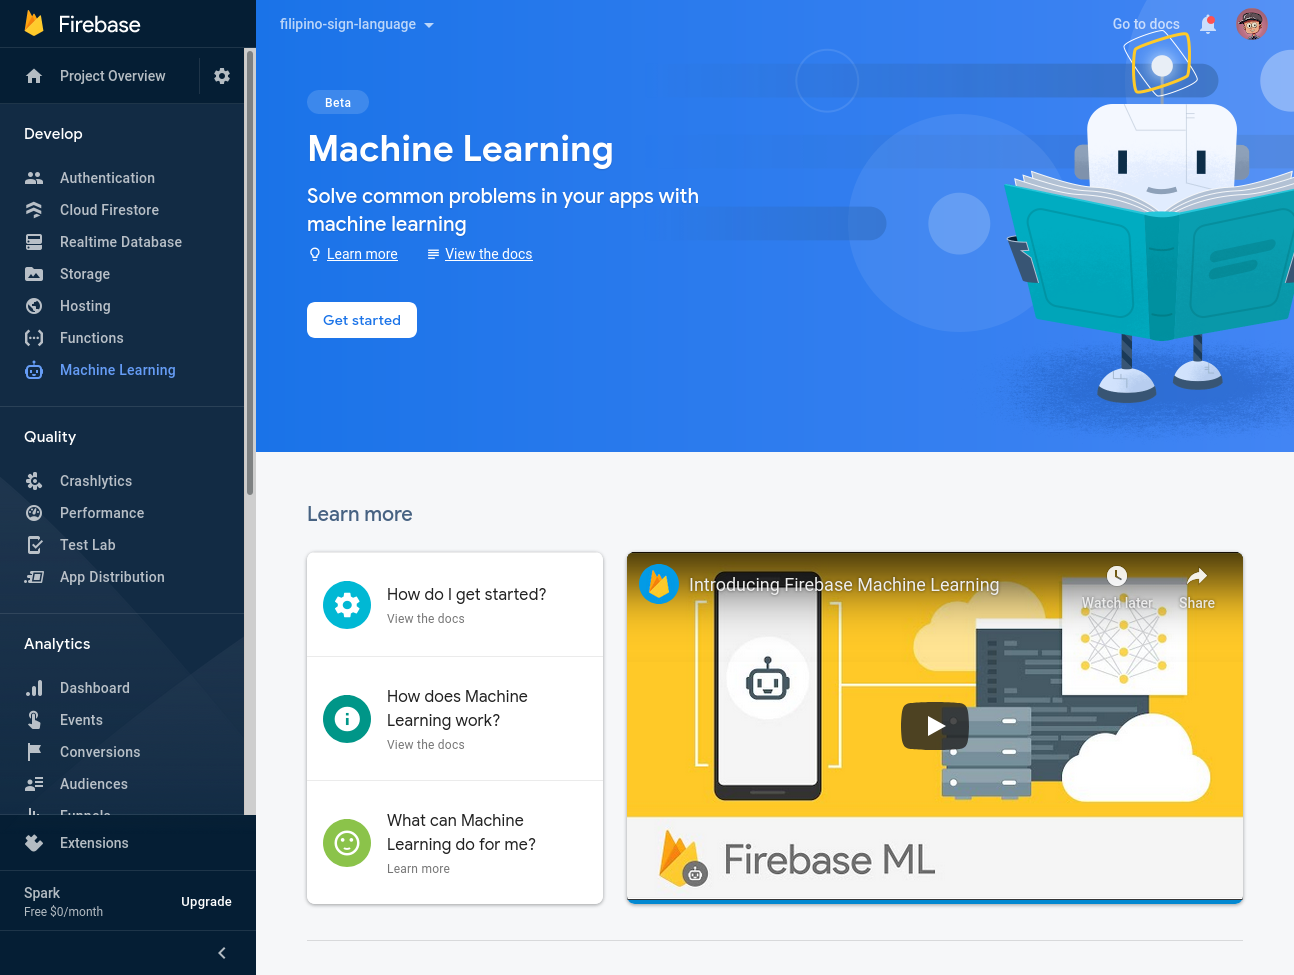 Firebase
Project Overview
Develop
Authentication
Cloud Firestore
Realtime Database
Storage
Hosting
Functions
Machine Learning
Quality
Crashlytics
Performance
Test Lab
App Distribution
Analytics
Dashboard
Events
Conversions
Audiences
Funnels
Extensions
Spark
Free $0/month
Upgrade
filipino-sign-language
Go to docs
Beta
Machine Learning
Solve common problems in your apps with
machine learning
Learn more
View the docs
Get started
Learn more
How do I get started?
View the docs
How does Machine
Learning work?
View the docs
What can Machine
Learning do for me?
Learn more
Introducing Firebase Machine Learning
Watch later
Share
Firebase ML